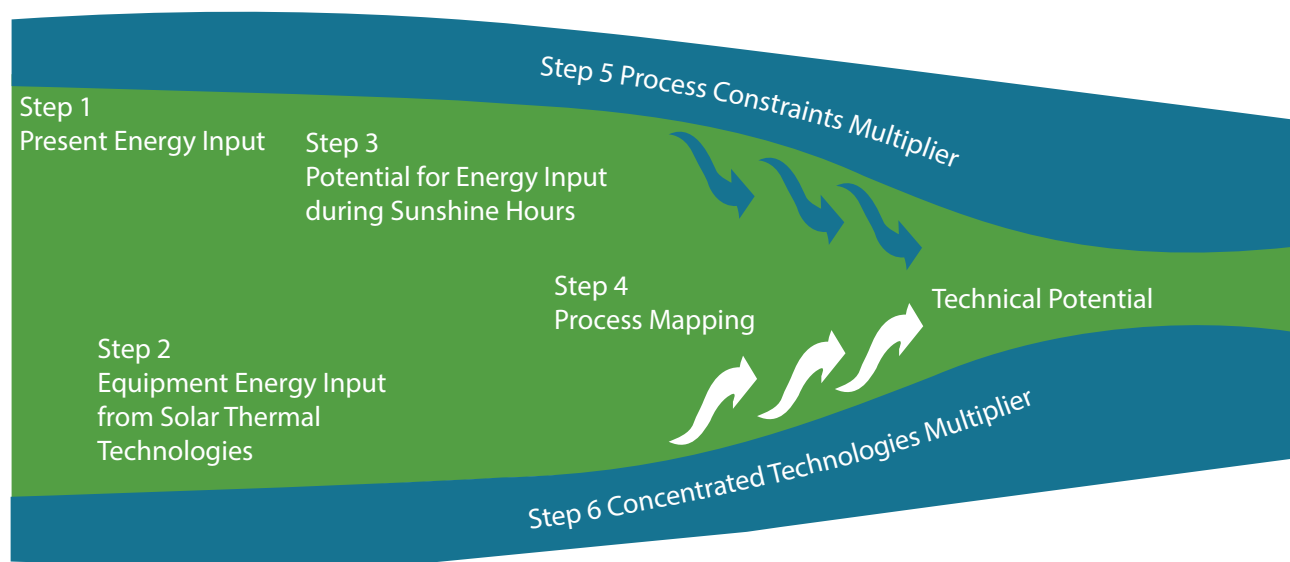 Step 1
Present Energy Input
Step 2
Equipment Energy Input
from Solar Thermal
Technologies
Step 3
Potential for Energy Input
during Sunshine Hours
Step 4
Process Mapping
Step 5 Process Constraints Multiplier
Step 6 Concentrated Technologies Multiplier
Technical Potential